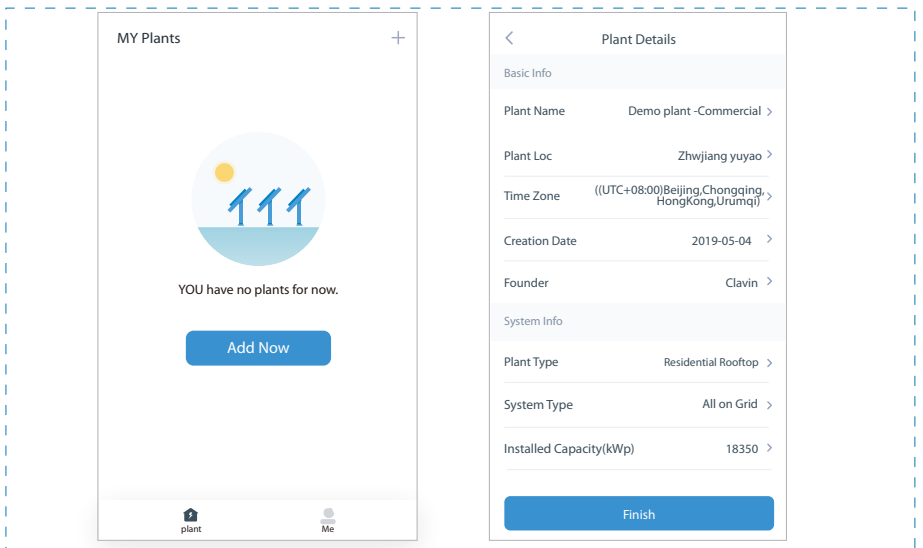 MY Plants
YOU have no plants for now.
Add Now
plant
Me
Plant Details
Basic Info
Plant Name Demo plant -Commercial
Plant Loc Zhwjiang yuyao
Time Zone ((UTC+08:00)Beijing,Chongqing,
HongKong,Urumqi)
Creation Date 2019-05-04
Founder Clavin
System Info
Plant Type Residential Rooftop
System Type All on Grid
Installed Capacity(kWp) 18350
Finish